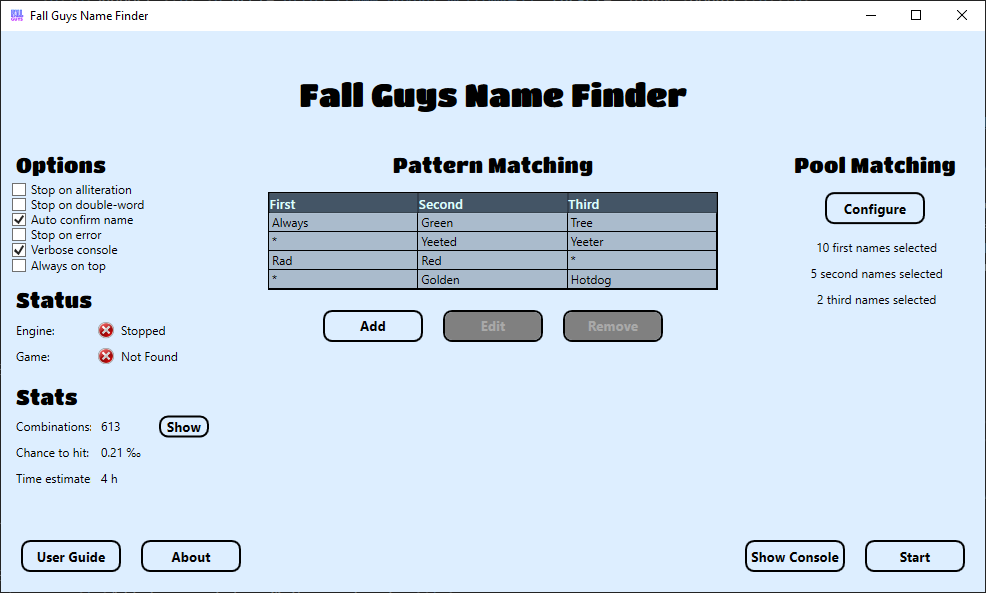 Fall Guys Name Finder
Fall Guys Name Finder
Options
Stop on alliteration
Stop on double-word
Auto confirm name
Stop on error
Verbose console
Always on top
Status
Engine: Stopped
Game: Not Found
Stats
Combinations: 613 Show
Chance to hit: 0.21 ‰
Time estimate 4 h
Pattern Matching
First Second Third
Always Green Tree
* Yeeted Yeeter
Rad Red *
* Golden Hotdog
Add Edit Remove
Pool Matching
Configure
10 first names selected
5 second names selected
2 third names selected
User Guide About Show Console Start